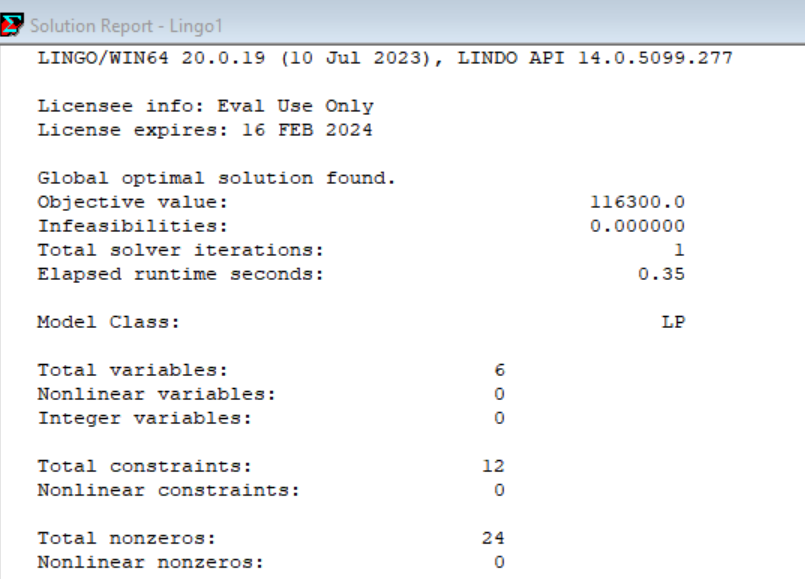 Solution Report - Lingo1
LINGO/WIN64 20.0.19 (10 Jul 2023), LINDO API 14.0.5099.277
Licensee info: Eval Use Only
License expires: 16 FEB 2024
Global optimal solution found.
Objective value: 116300.0
Infeasibilities: 0.000000
Total solver iterations: 1
Elapsed runtime seconds: 0.35
Model Class: LP
Total variables: 6
Nonlinear variables: 0
Integer variables: 0
Total constraints: 12
Nonlinear constraints: 0
Total nonzeros: 24
Nonlinear nonzeros: 0